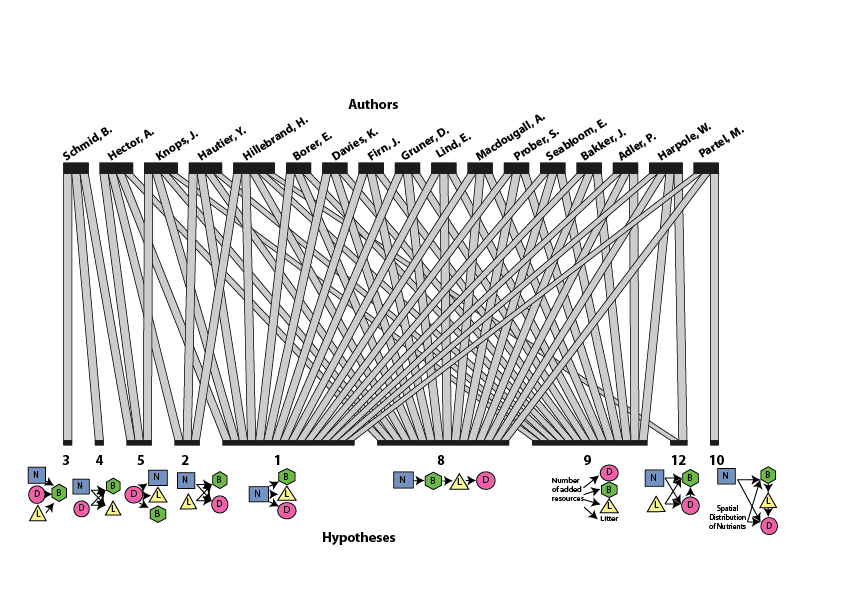 Authors
Schmid, B.
Hector, A.
Knops, J.
Hautier, Y.
Hillebrand, H.
Borer, E.
Davies, K.
Firn, J.
Gruner, D.
Lind, E.
Macdougall, A.
Prober, S.
Seabloom, E.
Bakker, J.
Adler, P.
Harpole, W.
Partel, M.
3 4 5 2 1 8 9 12 10
N D L B
N D B L
D N L B
N L B D
N B L D
N B L D
Number
of added
resources
D B L
Litter
N L B D
N
Spatial
Distribution
of Nutrients
B L D
Hypotheses